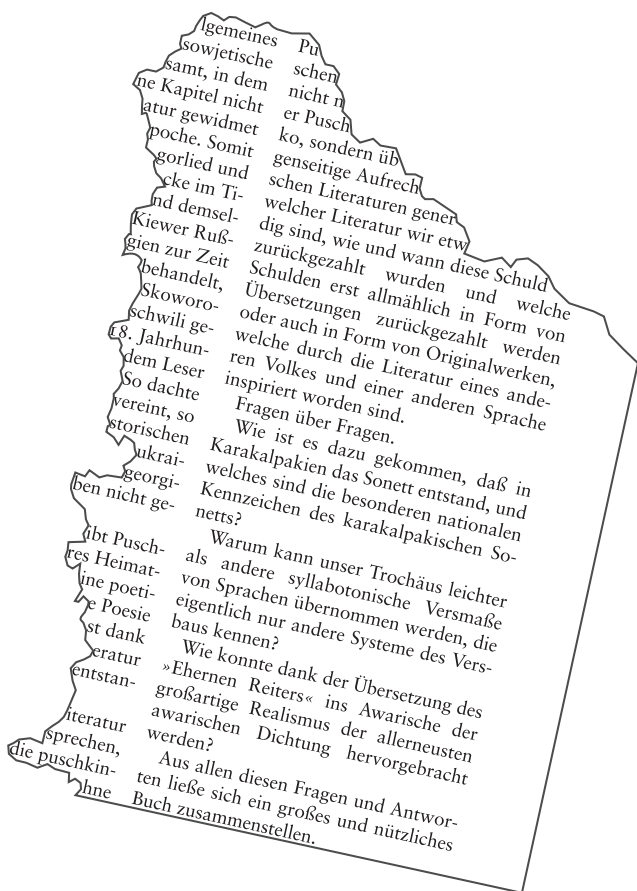 lgemeines
sowjetische
samt, in dem
ne Kapitel nicht
atur gewidmet
poche. Somit
gorlied und
cke im Ti-
nd demsel-
Kiewer Ruß-
gien zur Zeit
behandelt,
Skoworo-
schwili ge-
18. Jahrhun-
dem Leser
So dachte
vereint, so
storischen
ukrai-
georgi-
ben nicht ge-
ibt Pusch-
res Heimat-
ine poeti-
e Poesie
st dank
eratur
entstan-
iteratur
sprechen,
die puschkin-
hne
Pu
schen
nicht n
er Pusch
ko, sondern üb
genseitige Aufrech
schen Literaturen gener
welcher Literatur wir etw
dig sind, wie und wann diese Schuld
zurückgezahlt wurden und welche
Schulden erst allmählich in Form von
Übersetzungen zurückgezahlt werden
oder auch in Form von Originalwerken,
welche durch die Literatur eines ande-
ren Volkes und einer anderen Sprache
inspiriert worden sind.
Fragen über Fragen.
Wie ist es dazu gekommen, daß in
Karakalpakien das Sonett entstand, und
welches sind die besonderen nationalen
Kennzeichen des karakalpakischen So-
netts?
Warum kann unser Trochäus leichter
als andere syllabotonische Versmaße
von Sprachen übernommen werden, die
eigentlich nur andere Systeme des Vers-
baus kennen?
Wie konnte dank der Übersetzung des
»Ehernen Reiters« ins Awarische der
großartige Realismus der allerneusten
awarischen Dichtung hervorgebracht
werden?
Aus allen diesen Fragen und Antwor-
ten ließe sich ein großes und nützliches
Buch zusammenstellen.